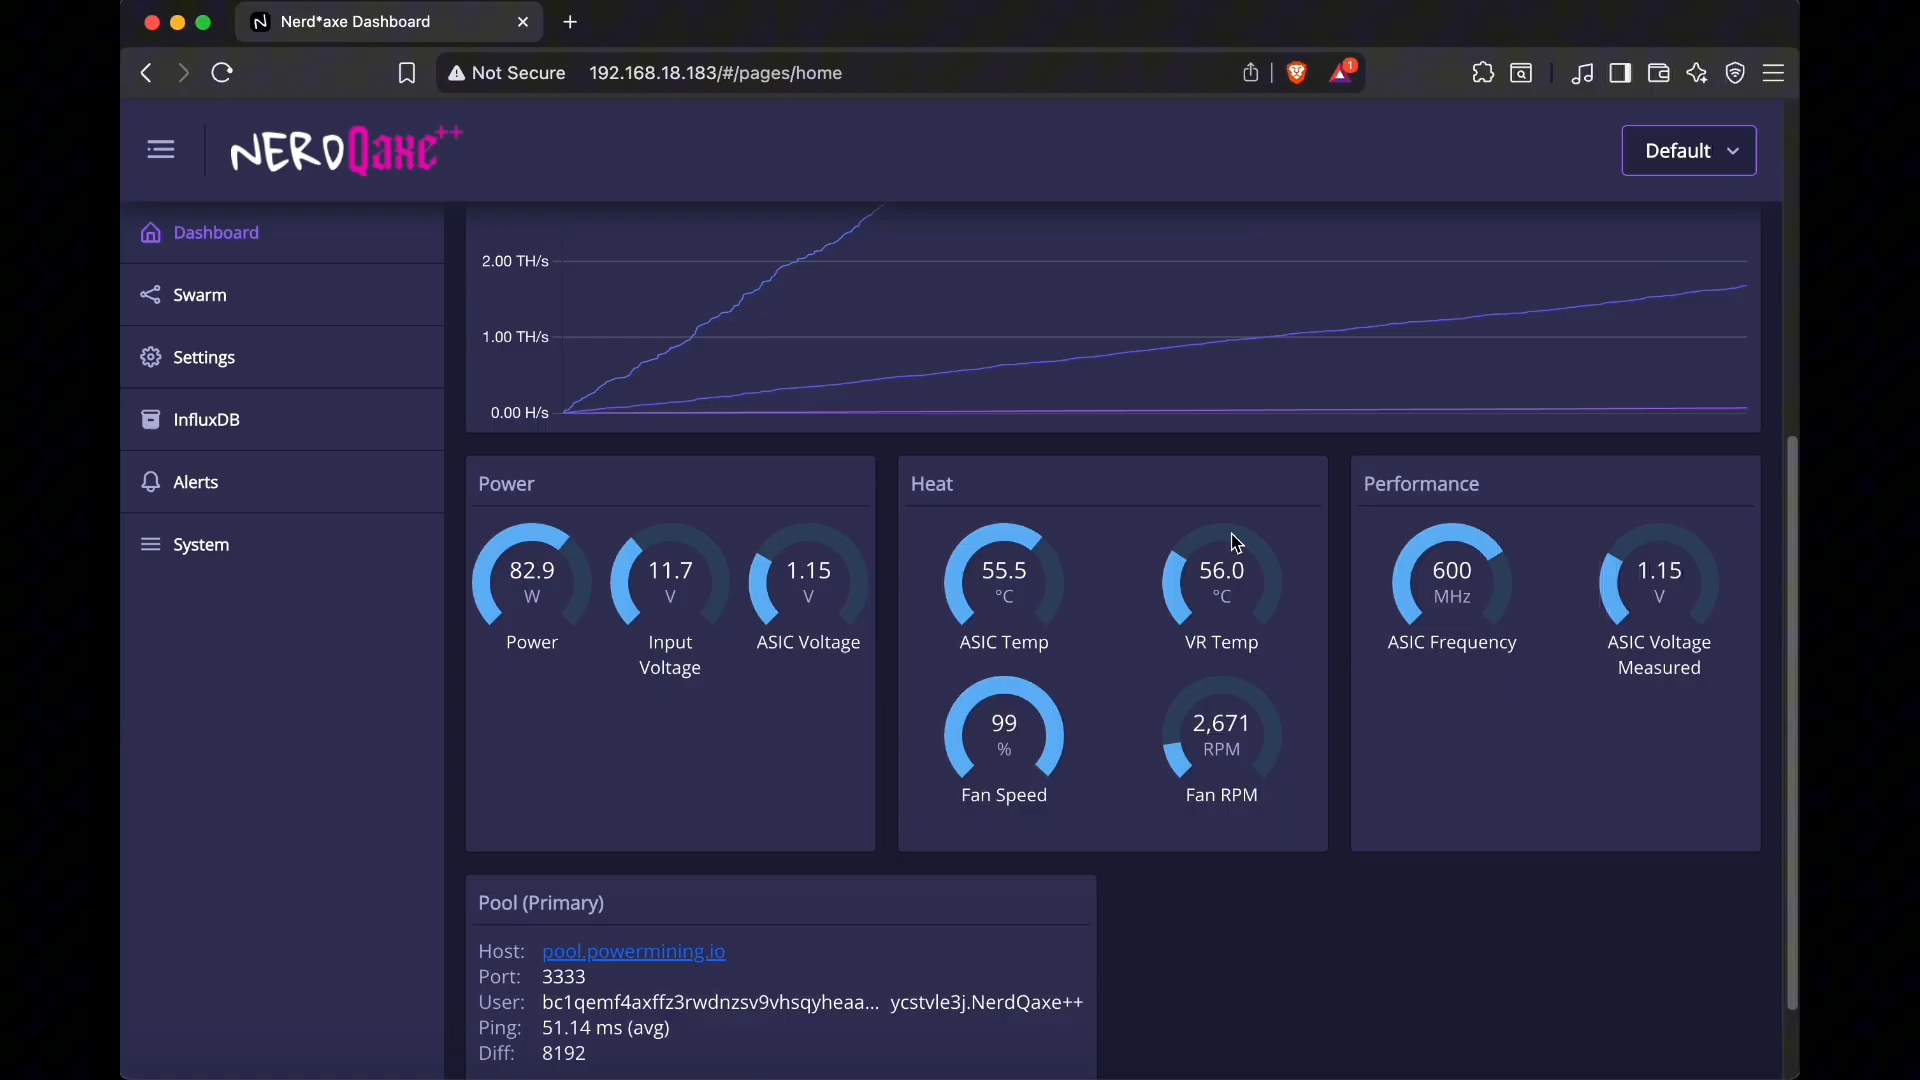 Nerd*axe Dashboard
Not Secure 192.168.18.183/#/pages/home
1
NERDQaxe++
Default
Dashboard
Swarm
Settings
InfluxDB
Alerts
System
2.00 TH/s
1.00 TH/s
0.00 H/s
Power
82.9
W
Power
11.7
V
Input
Voltage
1.15
V
ASIC Voltage
Heat
55.5
°C
ASIC Temp
56.0
°C
VR Temp
99
%
Fan Speed
2,671
RPM
Fan RPM
Performance
600
MHz
ASIC Frequency
1.15
V
ASIC Voltage
Measured
Pool (Primary)
Host: pool.powermining.io
Port: 3333
User: bc1qemf4axffz3rwdnzsv9vhsqyheaa... ycstvle3j.NerdQaxe++
Ping: 51.14 ms (avg)
Diff: 8192